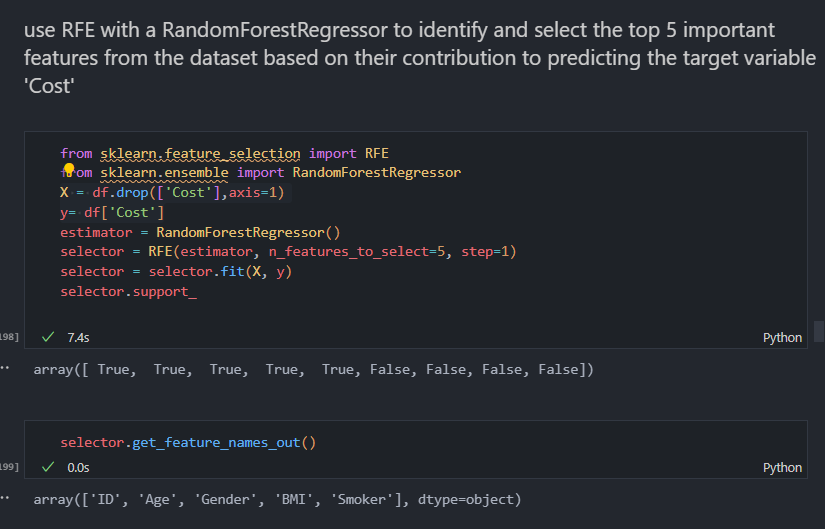 use RFE with a RandomForestRegressor to identify and select the top 5 important
features from the dataset based on their contribution to predicting the target variable
'Cost'
from sklearn.feature_selection import RFE
from sklearn.ensemble import RandomForestRegressor
X = df.drop(['Cost'],axis=1)
y= df['Cost']
estimator = RandomForestRegressor()
selector = RFE(estimator, n_features_to_select=5, step=1)
selector = selector.fit(X, y)
selector.support_
98] ✓ 7.4s Python
array([ True,  True,  True,  True,  True, False, False, False, False])
selector.get_feature_names_out()
99] ✓ 0.0s Python
array(['ID', 'Age', 'Gender', 'BMI', 'Smoker'], dtype=object)